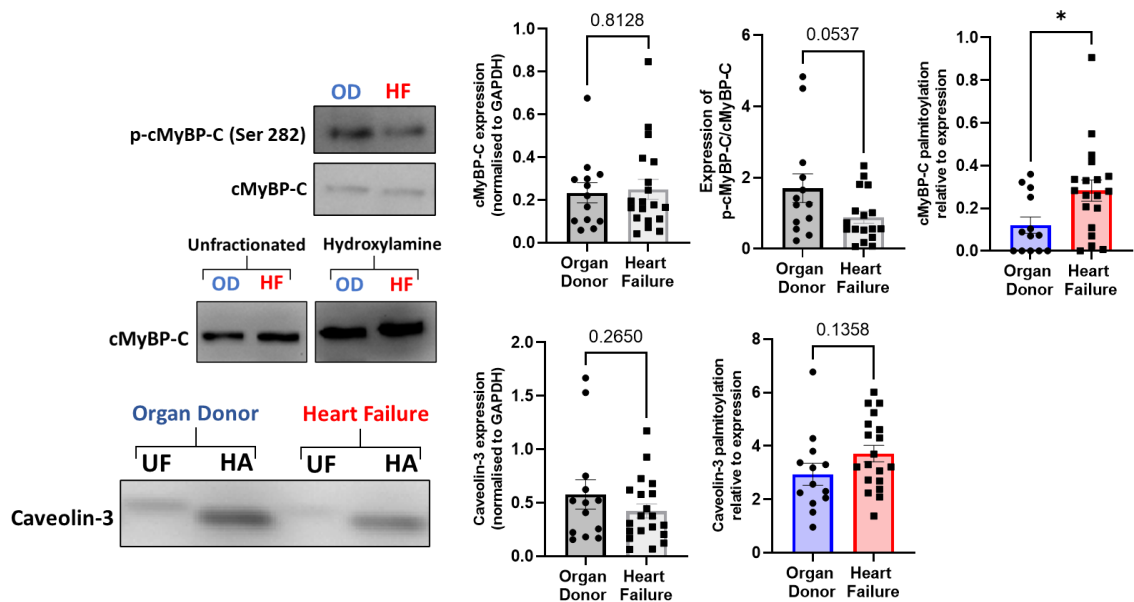 OD HF
p-cMyBP-C (Ser 282)
cMyBP-C
Unfractionated Hydroxylamine
OD HF OD HF
cMyBP-C
Organ Donor Heart Failure
UF HA UF HA
Caveolin-3
cMyBP-C expression
(normalised to GAPDH)
1.0
0.8
0.6
0.4
0.2
0.0
0.8128
Organ
Donor
Heart
Failure
Expression of
p-cMyBP-C/cMyBP-C
6
4
2
0
0.0537
Organ
Donor
Heart
Failure
cMyBP-C palmitoylation
relative to expression
1.0
0.8
0.6
0.4
0.2
0.0
*
Organ
Donor
Heart
Failure
Caveolin-3 expression
(normalised to GAPDH)
2.0
1.5
1.0
0.5
0.0
0.2650
Organ
Donor
Heart
Failure
Caveolin-3 palmitoylation
relative to expression
8
6
4
2
0
0.1358
Organ
Donor
Heart
Failure